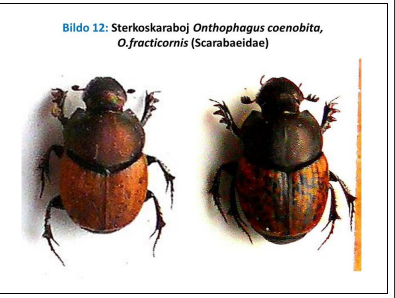 Bildo 12: Sterkoskaraboj Onthophagus coenobita,
O.fracticornis (Scarabaeidae)